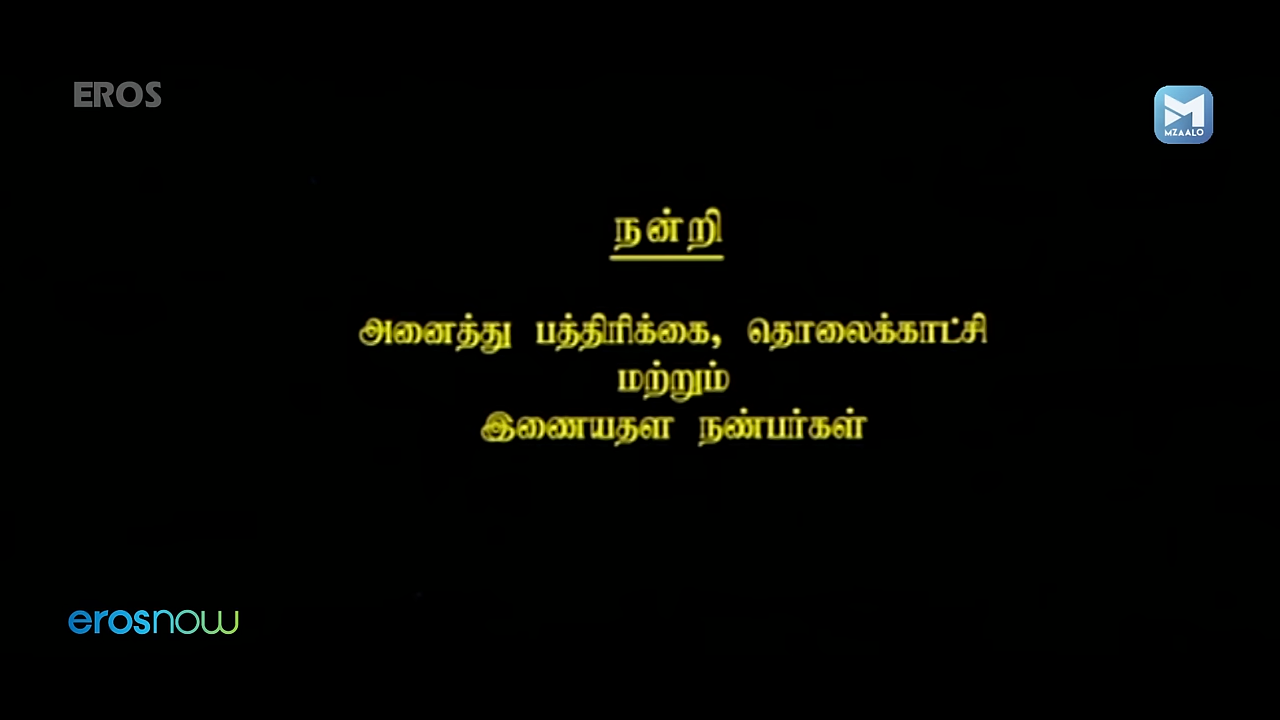 EROS
MZAALO
நன்றி
அனைத்து பத்திரிக்கை, தொலைக்காட்சி
மற்றும்
இணையதள நண்பர்கள்
erosnow